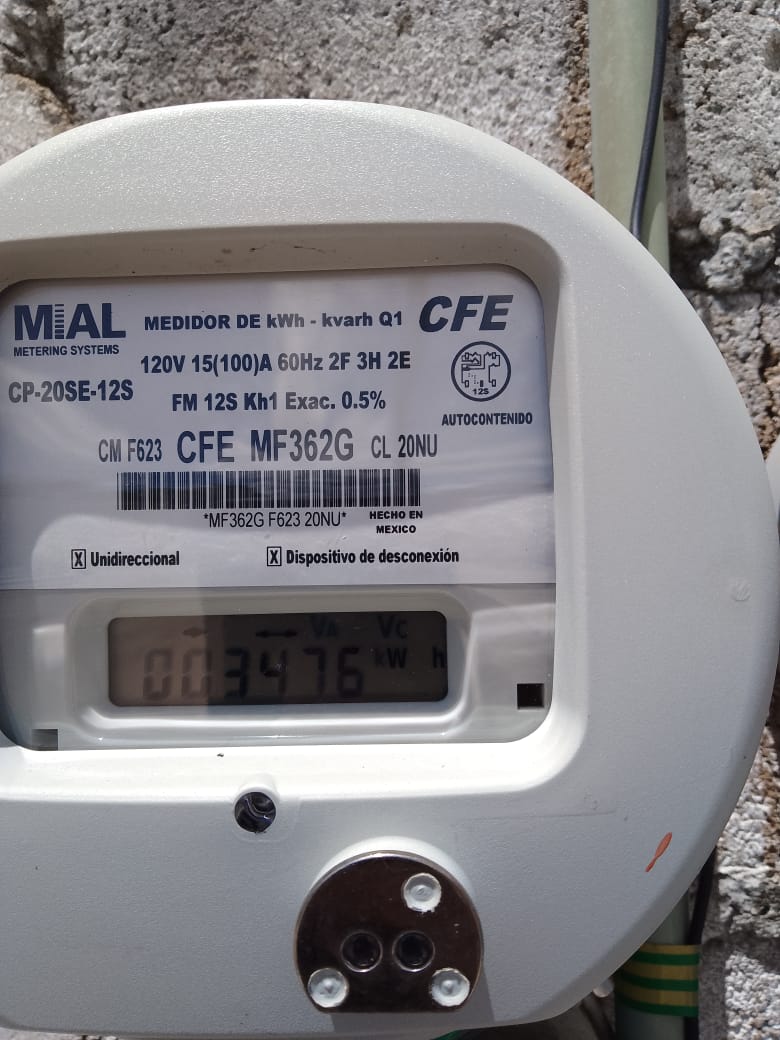 MIAL
METERING SYSTEMS
MEDIDOR DE kWh - kvarh Q1
CFE
120V 15(100)A 60Hz 2F 3H 2E
CP-20SE-12S
FM 12S Kh1 Exac. 0.5%
12S
AUTOCONTENIDO
CM F623 CFE MF362G CL 20NU
*MF362G F623 20NU*
HECHO EN
MEXICO
X Unidireccional
X Dispositivo de desconexión
VA VC
003476 kW h